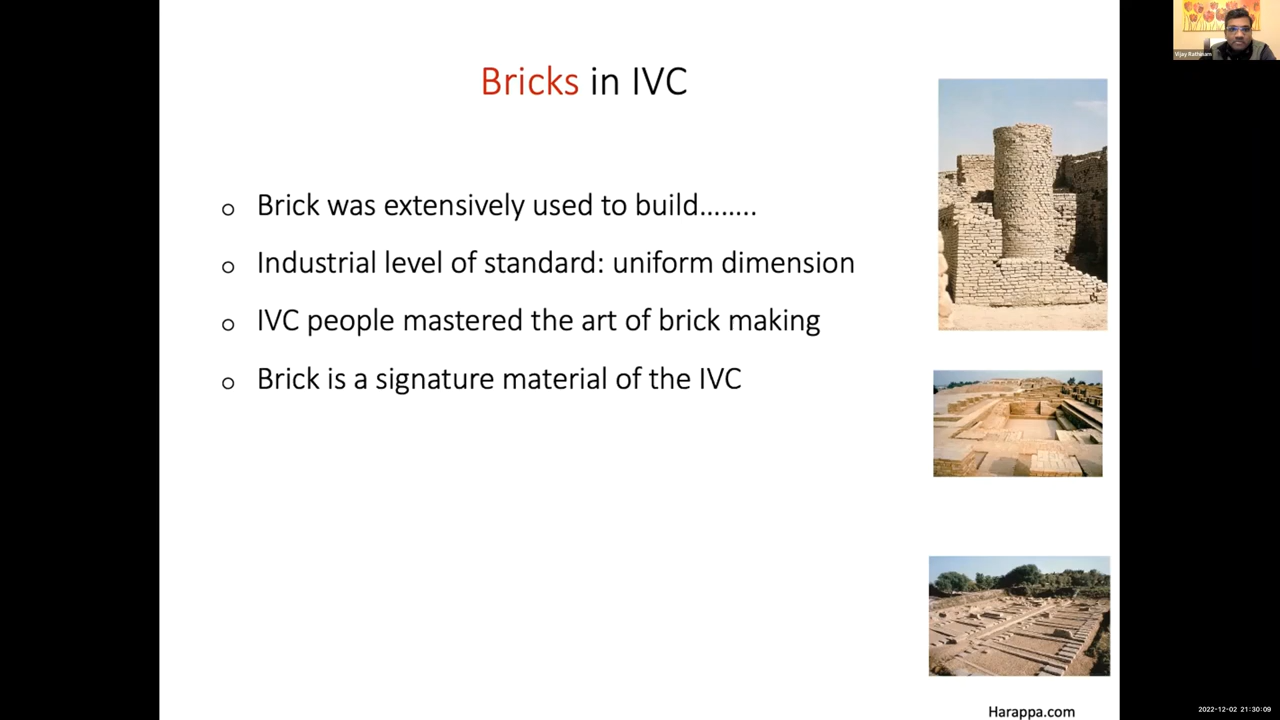 Bricks in IVC
Brick was extensively used to build........
Industrial level of standard: uniform dimension
IVC people mastered the art of brick making
Brick is a signature material of the IVC
Harappa.com
Vijay Rathinam
2022-12-02 21:30:09